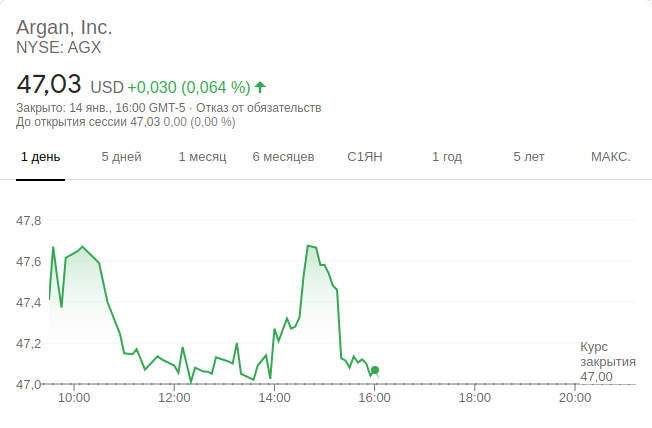 Argan, Inc.
NYSE: AGX
47,03 USD +0,030 (0,064 %)
Закрыто: 14 янв., 16:00 GMT-5 · Отказ от обязательств
До открытия сессии 47,03 0,00 (0,00 %)
1 день 5 дней 1 месяц 6 месяцев С1ЯН 1 год 5 лет МАКС.
47,8
47,6
47,4
47,2
47,0
Курс
закрытия
47,00
10:00 12:00 14:00 16:00 18:00 20:00